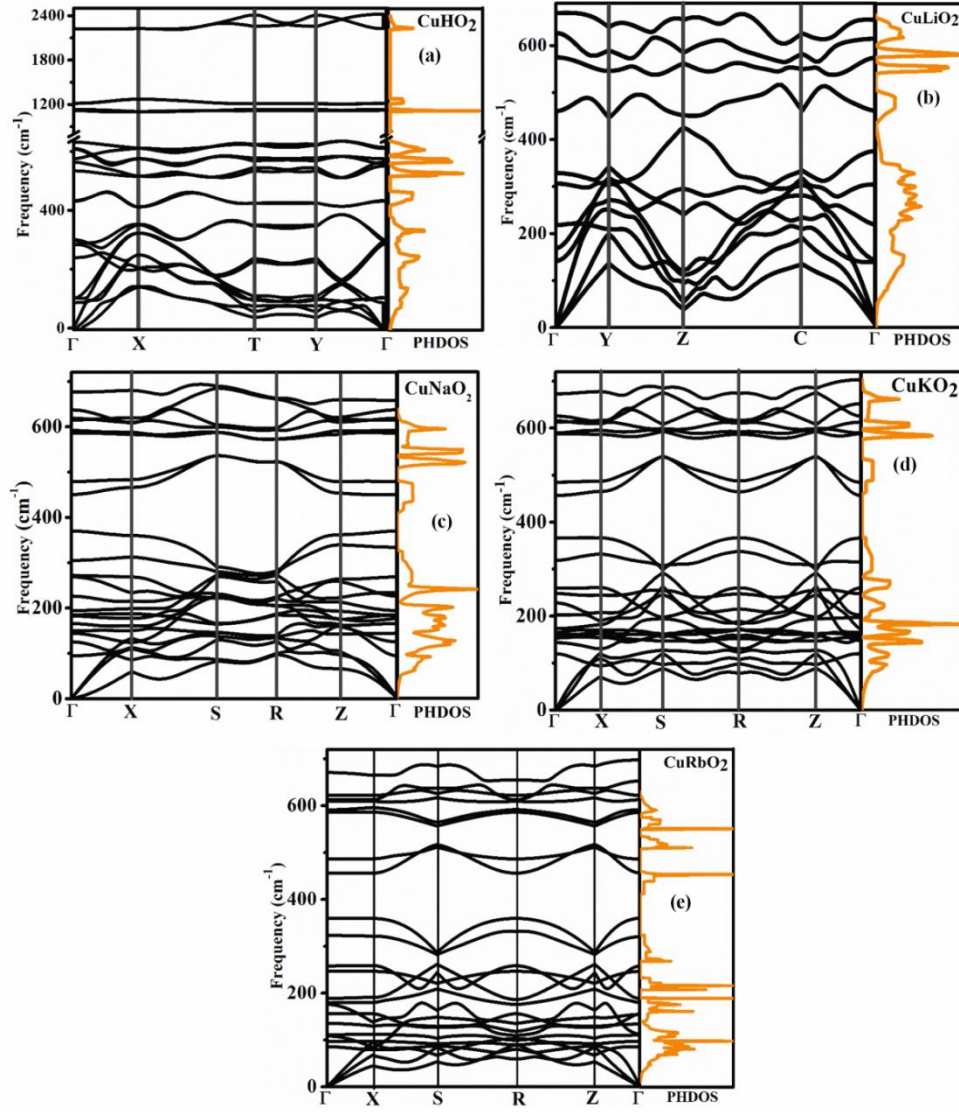 CuHO2
(a)
2400
1800
1200
400
0
Frequency (cm-1)
Γ X T Y Γ PHDOS
CuLiO2
(b)
600
400
200
0
Frequency (cm-1)
Γ Y Z C Γ PHDOS
CuNaO2
(c)
600
400
200
0
Frequency (cm-1)
Γ X S R Z Γ PHDOS
CuKO2
(d)
600
400
200
0
Frequency (cm-1)
Γ X S R Z Γ PHDOS
CuRbO2
(e)
600
400
200
0
Frequency (cm-1)
Γ X S R Z Γ PHDOS